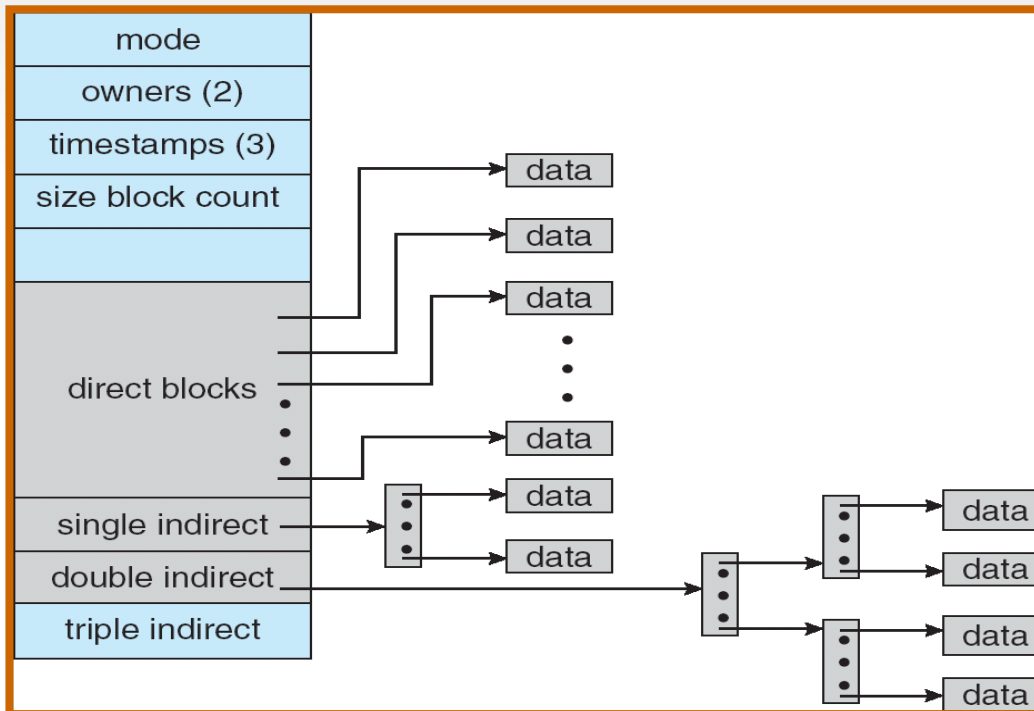 mode
owners (2)
timestamps (3)
size block count
direct blocks
single indirect
double indirect
triple indirect
data
data
data
data
data
data
data
data
data
data